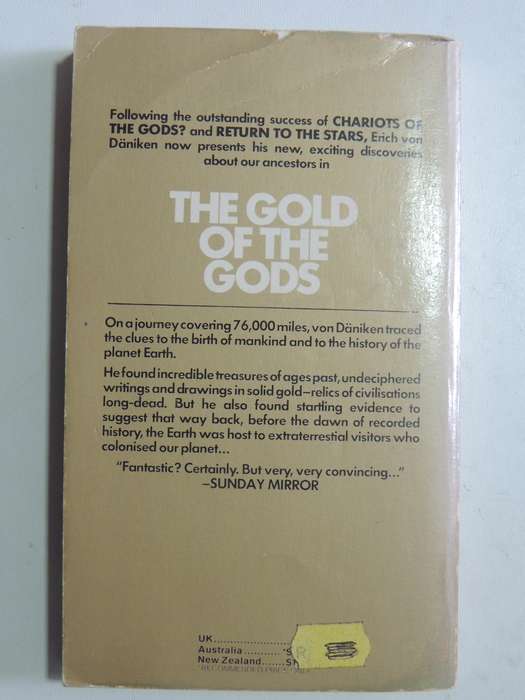 Following the outstanding success of CHARIOTS OF
THE GODS? and RETURN TO THE STARS, Erich von
Däniken now presents his new, exciting discoveries
about our ancestors in
THE GOLD
OF THE
GODS
On a journey covering 76,000 miles, von Däniken traced
the clues to the birth of mankind and to the history of the
planet Earth.
He found incredible treasures of ages past, undeciphered
writings and drawings in solid gold—relics of civilisations
long-dead. But he also found startling evidence to
suggest that way back, before the dawn of recorded
history, the Earth was host to extraterrestial visitors who
colonised our planet...
"Fantastic? Certainly. But very, very convincing..."
—SUNDAY MIRROR
UK......................
Australia...........*
New Zealand.......
*RECOMMENDED PRICE ONLY